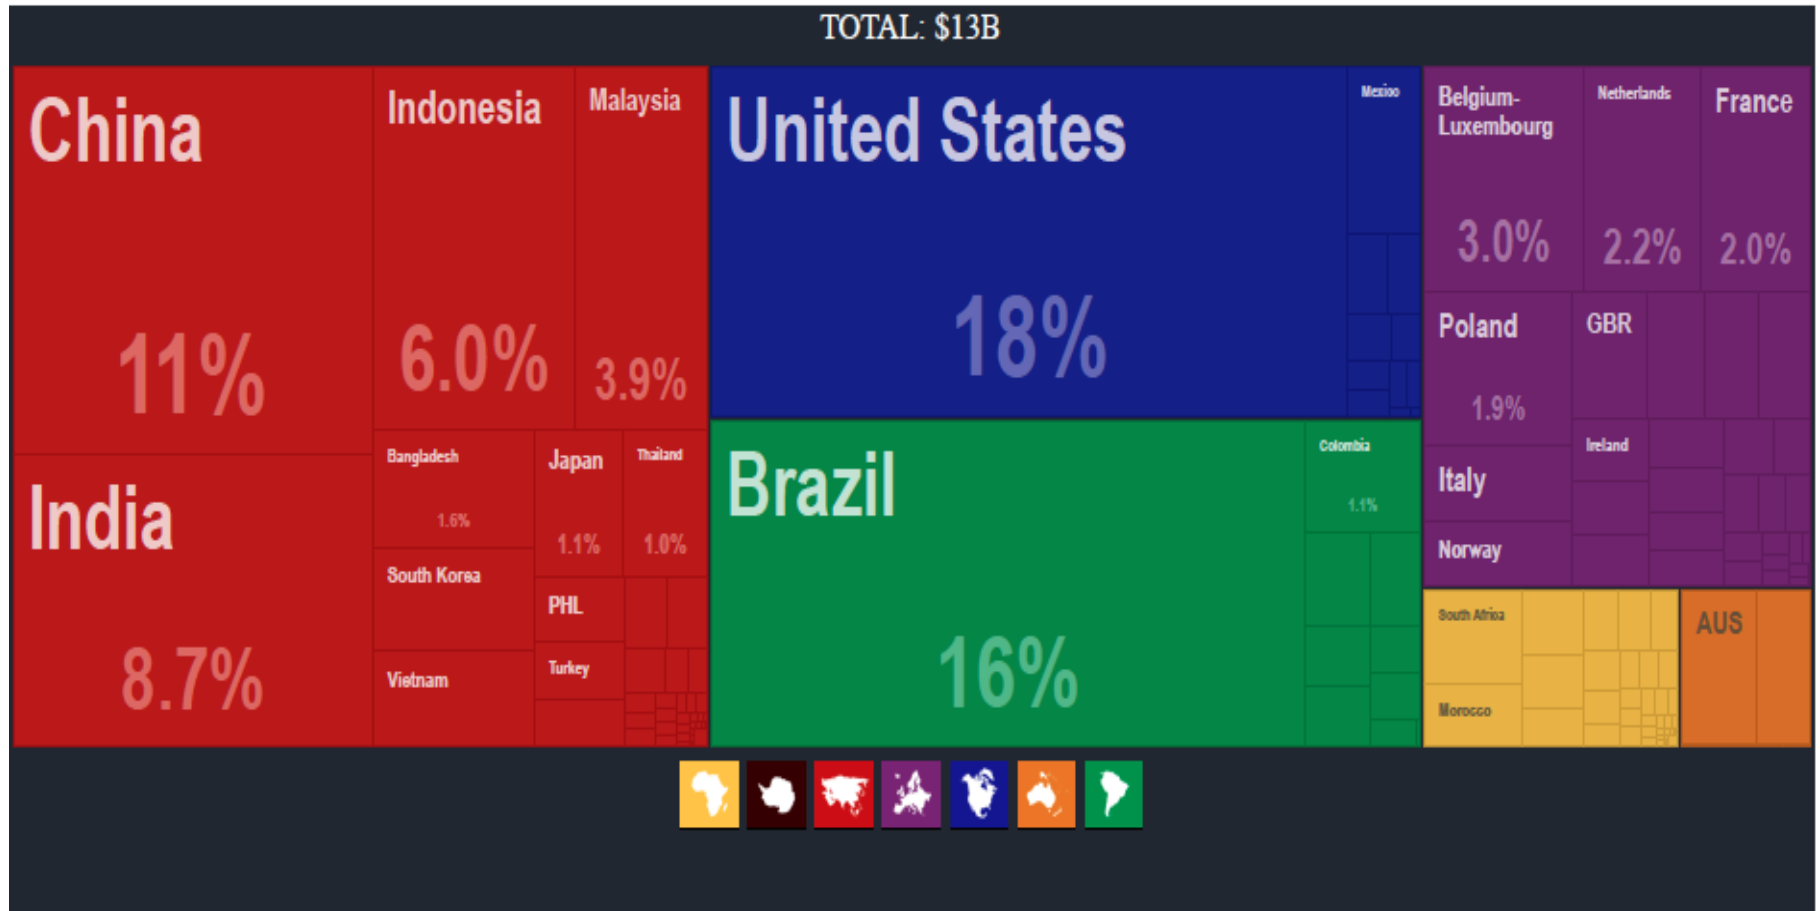 TOTAL: $13B
China
11%
India
8.7%
Indonesia
6.0%
Malaysia
3.9%
Bangladesh
1.6%
South Korea
Vietnam
Japan
1.1%
Thailand
1.0%
PHL
Turkey
United States
18%
Mexico
Brazil
16%
Colombia
1.1%
Belgium-
Luxembourg
3.0%
Netherlands
2.2%
France
2.0%
Poland
1.9%
GBR
Italy
Ireland
Norway
South Africa
Morocco
AUS